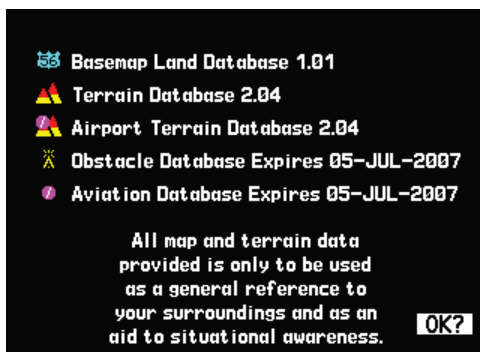 56 Basemap Land Database 1.01
Terrain Database 2.04
Airport Terrain Database 2.04
Obstacle Database Expires 05-JUL-2007
Aviation Database Expires 05-JUL-2007
All map and terrain data
provided is only to be used
as a general reference to
your surroundings and as an
aid to situational awareness.
OK?